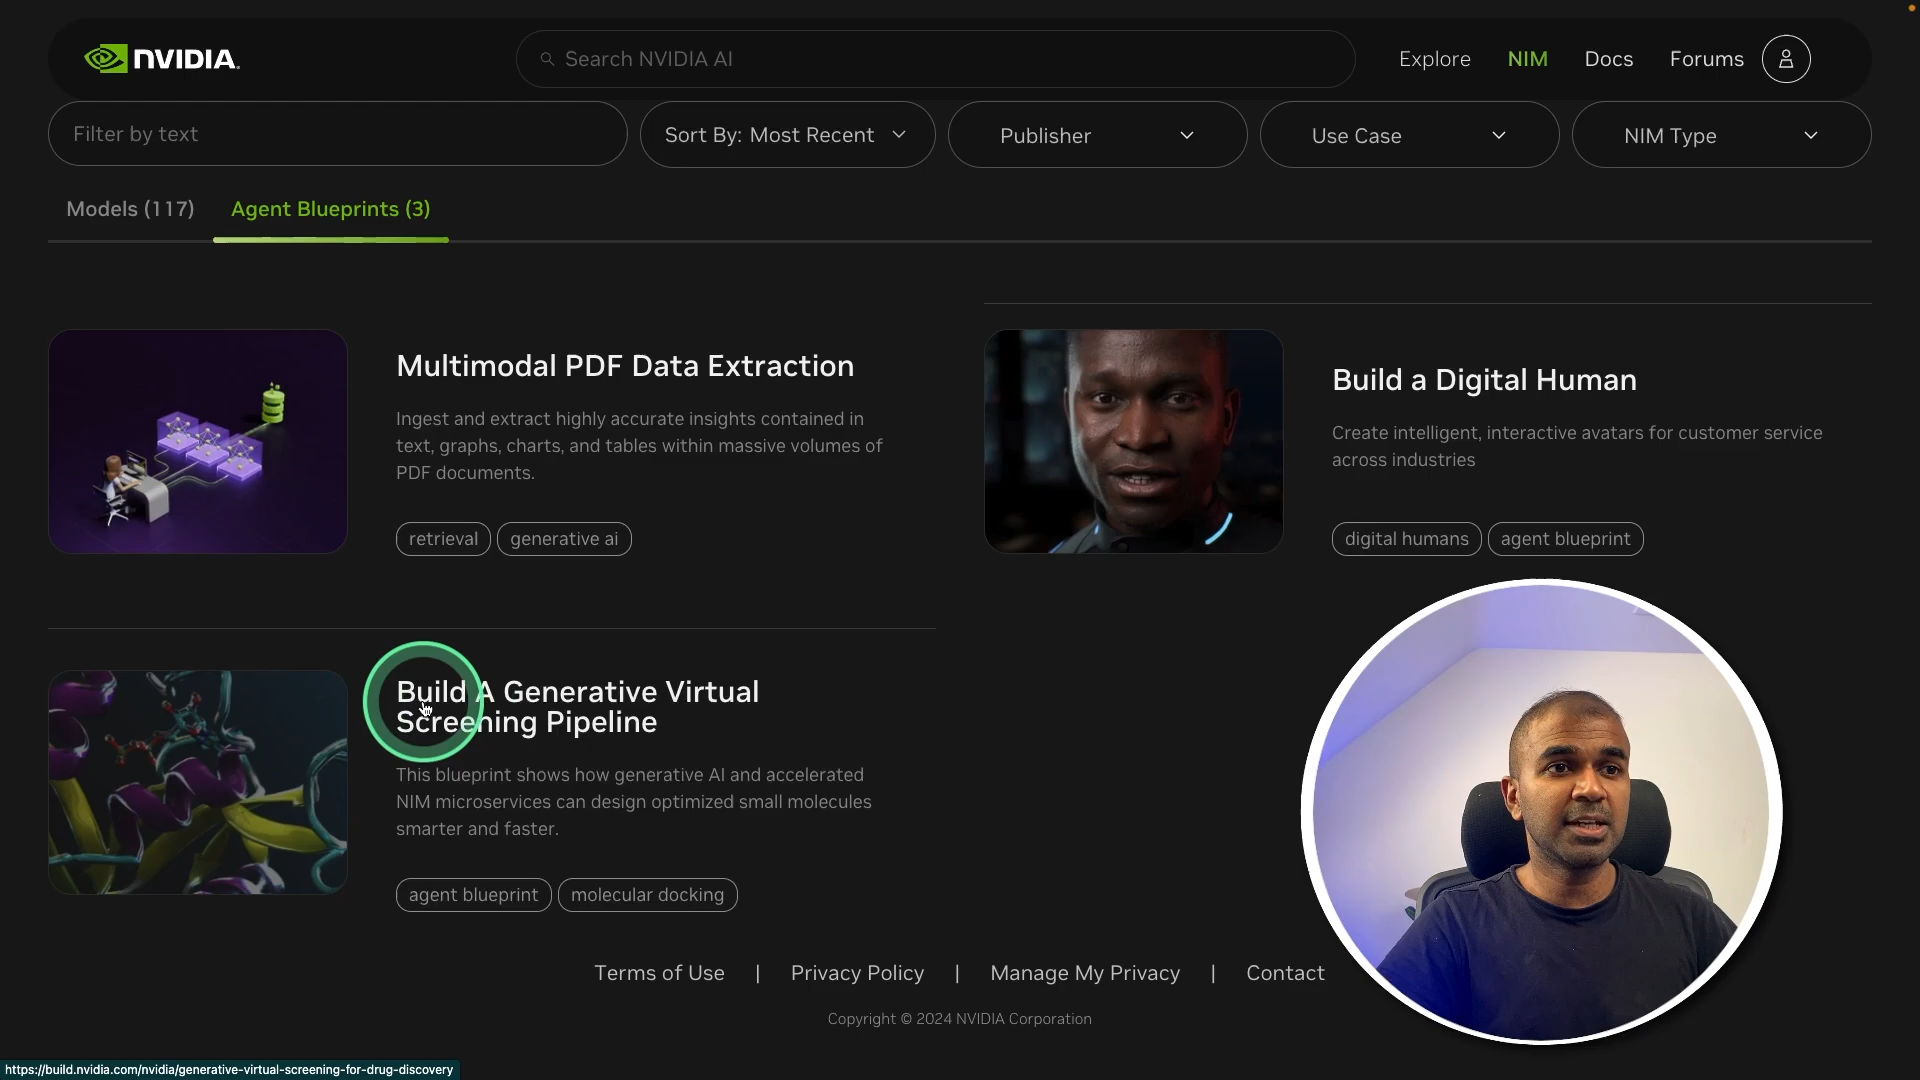 NVIDIA.
Search NVIDIA AI
Explore
NIM
Docs
Forums
Filter by text
Sort By: Most Recent
Publisher
Use Case
NIM Type
Models (117)
Agent Blueprints (3)
Multimodal PDF Data Extraction
Ingest and extract highly accurate insights contained in
text, graphs, charts, and tables within massive volumes of
PDF documents.
retrieval
generative ai
Build a Digital Human
Create intelligent, interactive avatars for customer service
across industries
digital humans
agent blueprint
Build A Generative Virtual
Screening Pipeline
This blueprint shows how generative AI and accelerated
NIM microservices can design optimized small molecules
smarter and faster.
agent blueprint
molecular docking
Terms of Use | Privacy Policy | Manage My Privacy | Contact
Copyright © 2024 NVIDIA Corporation
https://build.nvidia.com/nvidia/generative-virtual-screening-for-drug-discovery